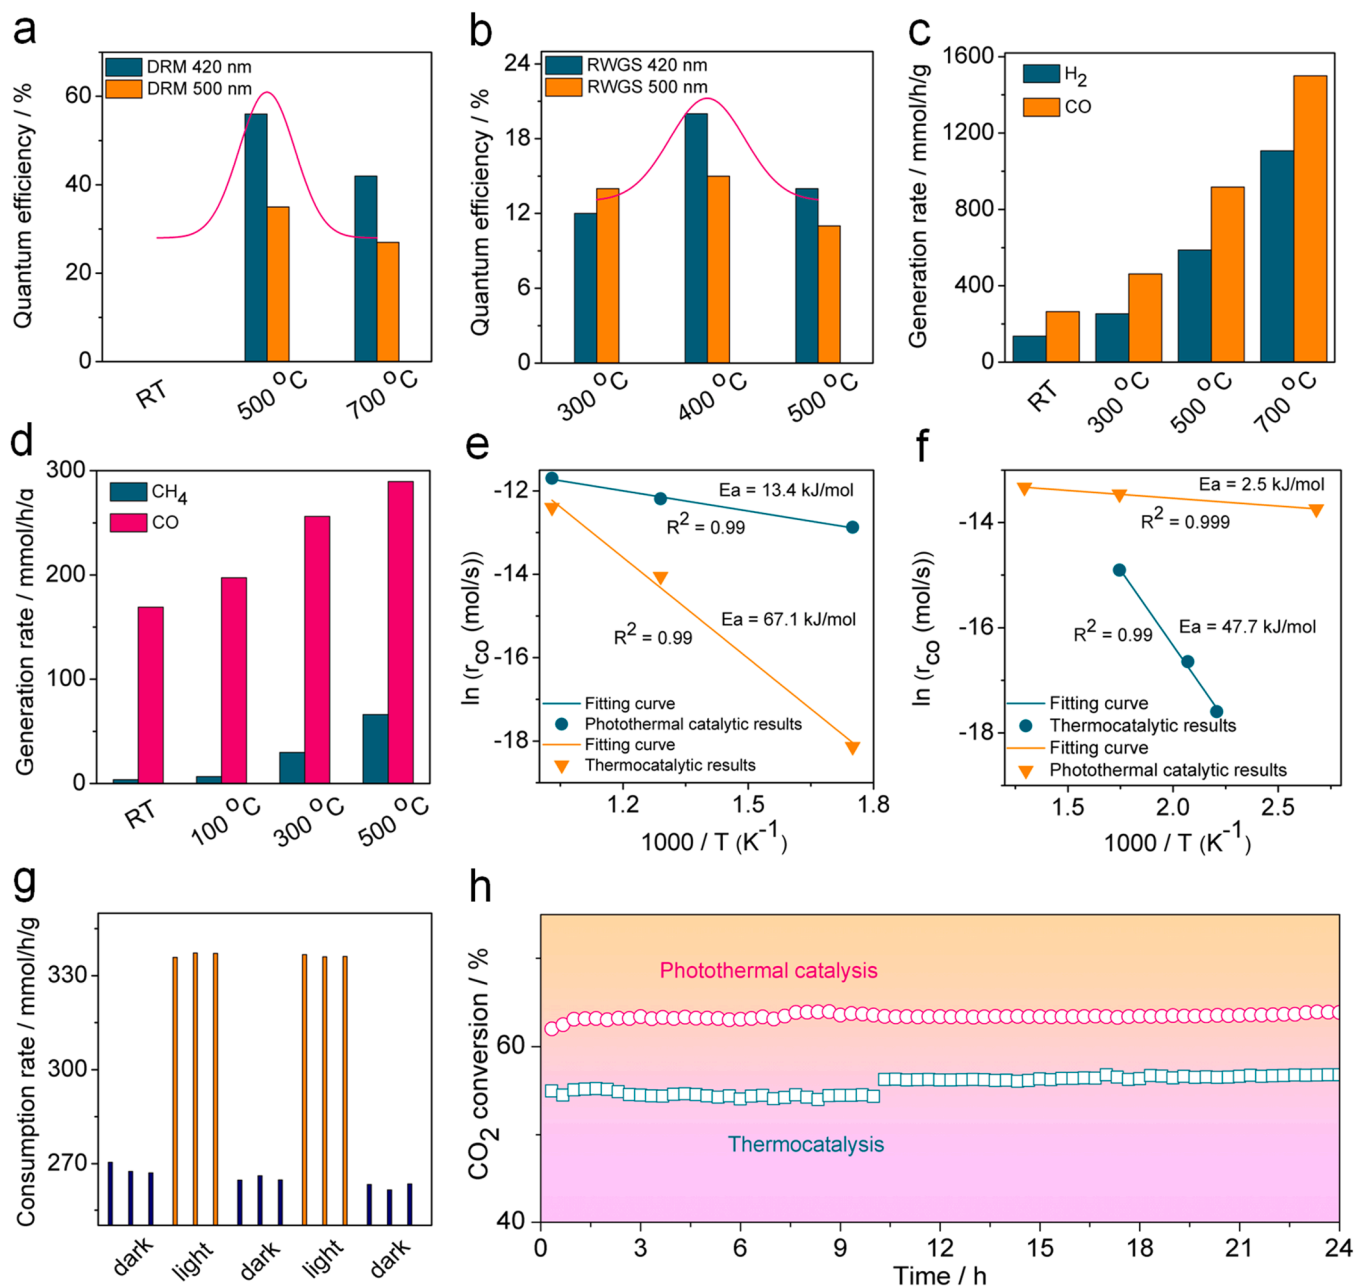 a
Quantum efficiency / %
60
40
20
0
DRM 420 nm
DRM 500 nm
RT
500 °C
700 °C
b
Quantum efficiency / %
24
18
12
6
0
RWGS 420 nm
RWGS 500 nm
300 °C
400 °C
500 °C
c
Generation rate / mmol/h/g
1600
1200
800
400
0
H2
CO
RT
300 °C
500 °C
700 °C
d
Generation rate / mmol/h/g
300
200
100
0
CH4
CO
RT
100 °C
300 °C
500 °C
e
ln (rco (mol/s))
-12
-14
-16
-18
Ea = 13.4 kJ/mol
R2 = 0.99
Ea = 67.1 kJ/mol
R2 = 0.99
Fitting curve
Photothermal catalytic results
Fitting curve
Thermocatalytic results
1.2
1.5
1.8
1000 / T (K-1)
f
ln (rco (mol/s))
-14
-16
-18
Ea = 2.5 kJ/mol
R2 = 0.999
Ea = 47.7 kJ/mol
R2 = 0.99
Fitting curve
Thermocatalytic results
Fitting curve
Photothermal catalytic results
1.5
2.0
2.5
1000 / T (K-1)
g
Consumption rate / mmol/h/g
330
300
270
dark
light
dark
light
dark
h
CO2 conversion / %
60
40
Photothermal catalysis
Thermocatalysis
0
3
6
9
12
15
18
21
24
Time / h